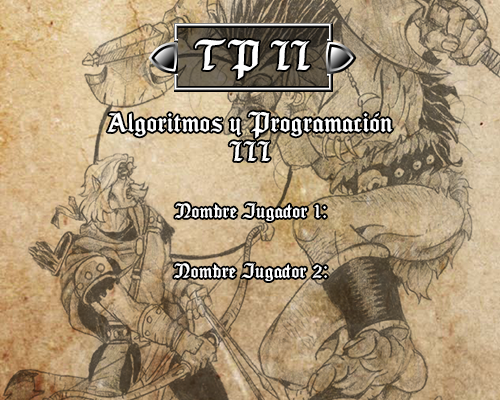 TP II
Algoritmos y Programación
III
Nombre Jugador 1:
Nombre Jugador 2: